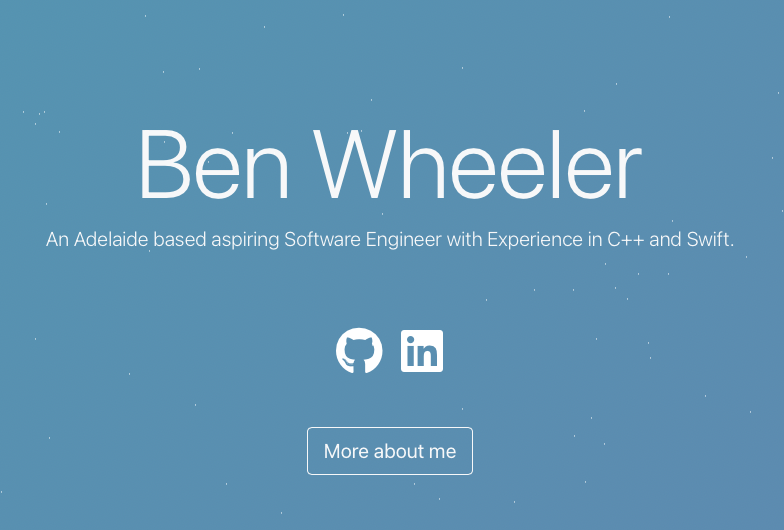 Ben Wheeler
An Adelaide based aspiring Software Engineer with Experience in C++ and Swift.
in
More about me